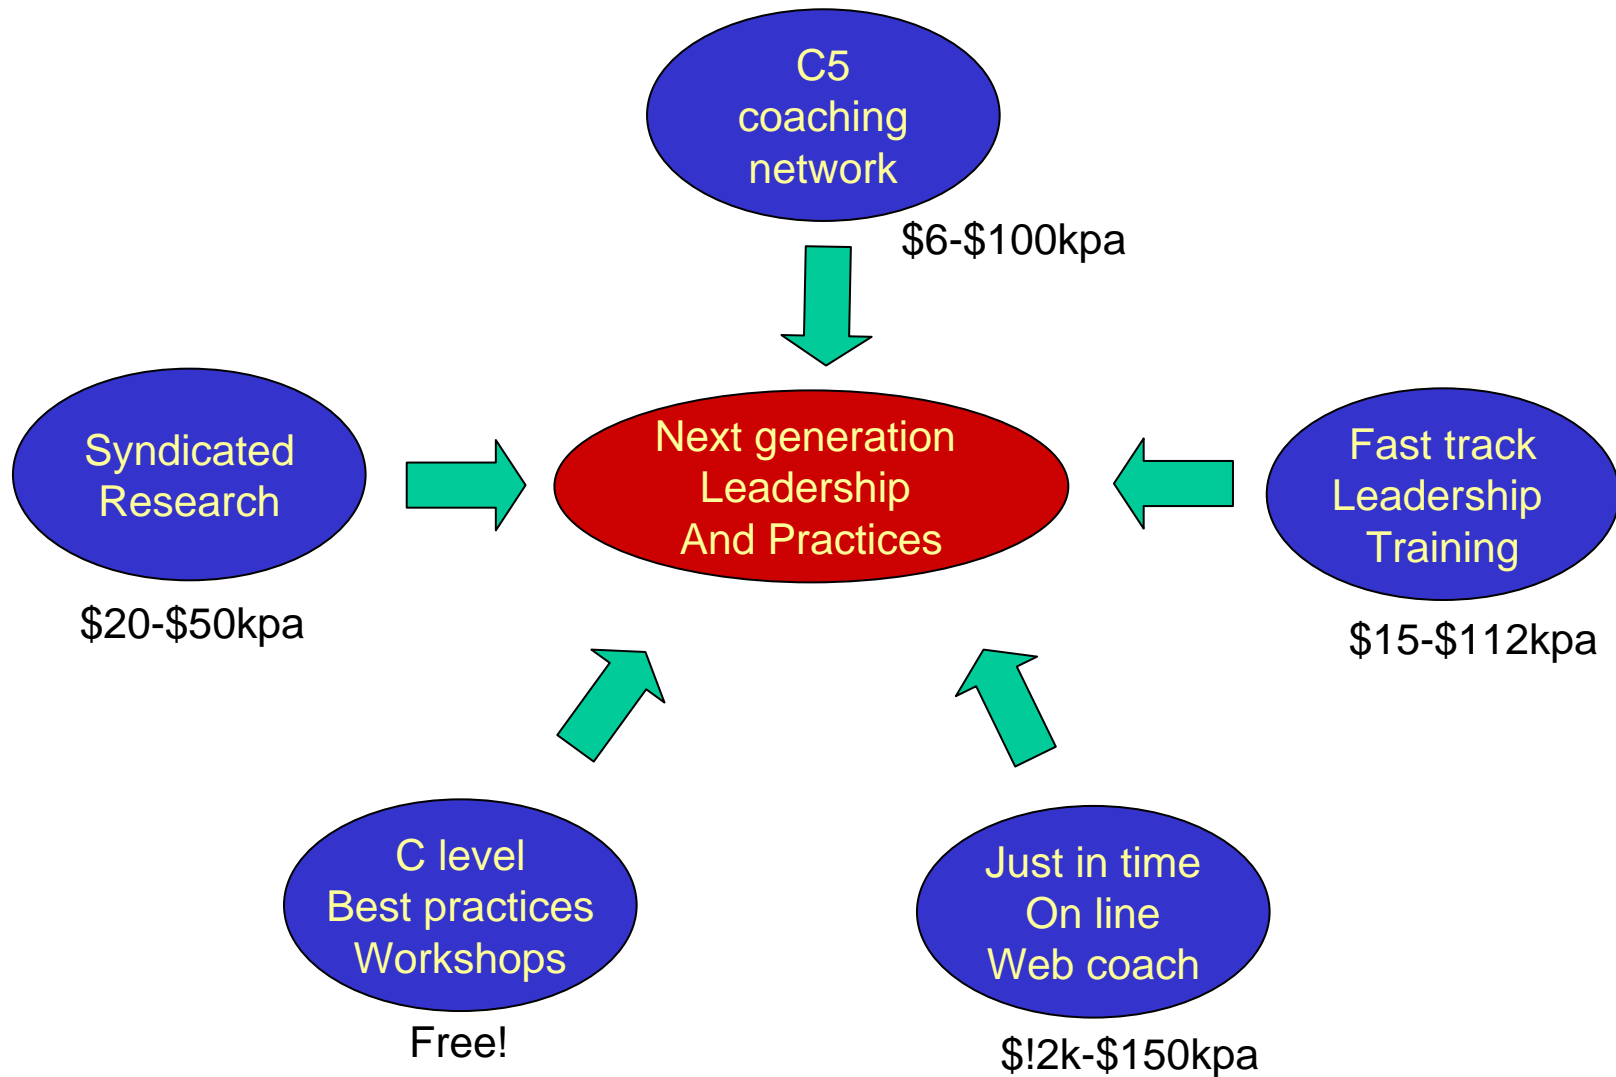 C5
coaching
network
$6-$100kpa
Syndicated
Research
$20-$50kpa
Next generation
Leadership
And Practices
Fast track
Leadership
Training
$15-$112kpa
C level
Best practices
Workshops
Free!
Just in time
On line
Web coach
$!2k-$150kpa